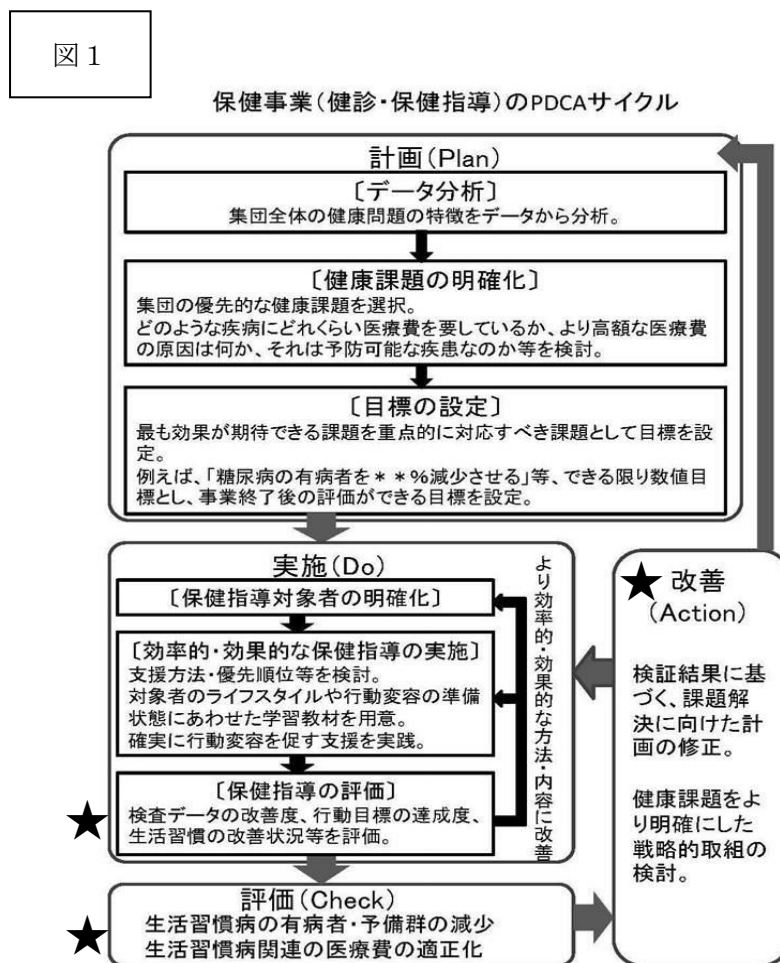 図1
保健事業(健診・保健指導)のPDCAサイクル
計画(Plan)
〔データ分析〕
集団全体の健康問題の特徴をデータから分析。
〔健康課題の明確化〕
集団の優先的な健康課題を選択。
どのような疾病にどれくらい医療費を要しているか、より高額な医療費
の原因は何か、それは予防可能な疾患なのか等を検討。
〔目標の設定〕
最も効果が期待できる課題を重点的に対応すべき課題として目標を設
定。
例えば、「糖尿病の有病者を**%減少させる」等、できる限り数値目
標とし、事業終了後の評価ができる目標を設定。
実施(Do)
〔保健指導対象者の明確化〕
〔効率的・効果的な保健指導の実施〕
支援方法・優先順位等を検討。
対象者のライフスタイルや行動変容の準備
状態にあわせた学習教材を用意。
確実に行動変容を促す支援を実践。
〔保健指導の評価〕
検査データの改善度、行動目標の達成度、
生活習慣の改善状況等を評価。
より効率的・効果的な方法・内容に改善
評価(Check)
生活習慣病の有病者・予備群の減少
生活習慣病関連の医療費の適正化
★改善
(Action)
検証結果に
基づく、課題解
決に向けた計
画の修正。
健康課題をよ
り明確にした
戦略的取組の
検討。